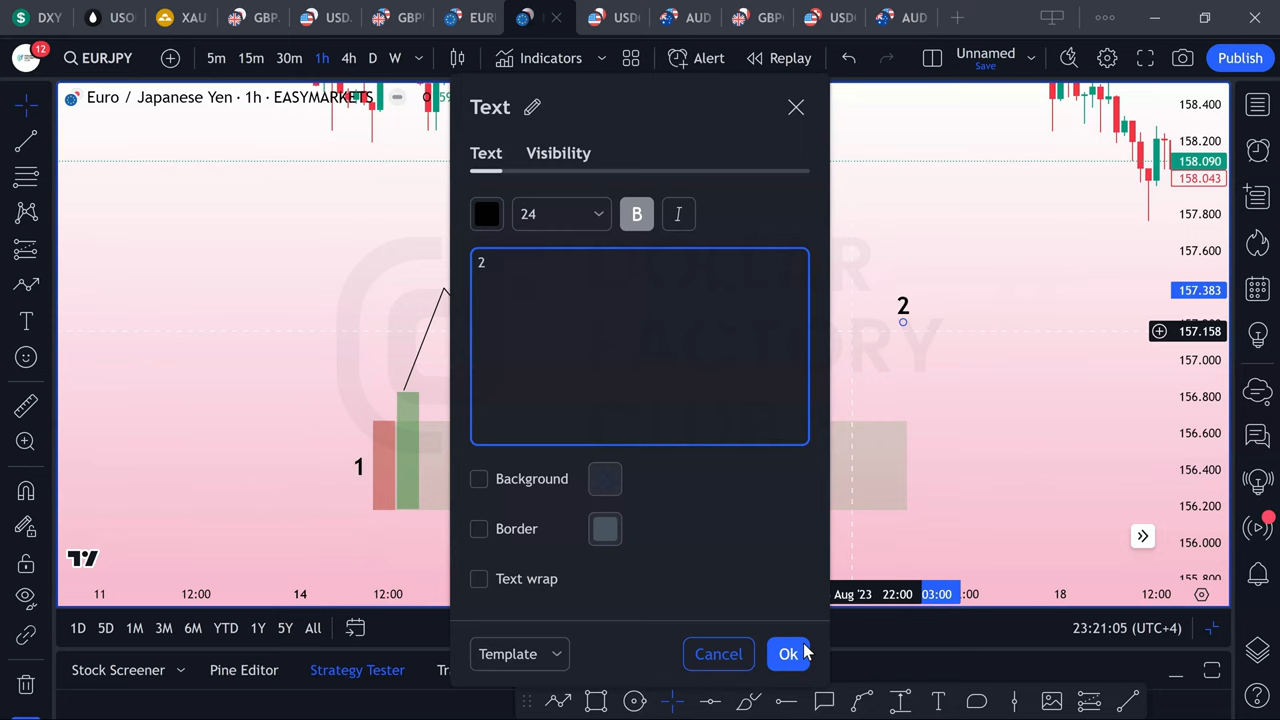 DXY USO XAU GBP. USD. GBP EUR USD AUD GBP USD AUD
12 EURJPY 5m 15m 30m 1h 4h D W Indicators Alert Replay Unnamed Save Publish
Euro / Japanese Yen · 1h · EASYMARKETS O
Text
Text Visibility
24 B I
2
Background
Border
Text wrap
Template Cancel Ok
1
2
158.400
158.200
158.090
158.043
157.800
157.600
157.383
157.158
157.000
156.800
156.600
156.400
156.200
156.000
155.800
11 12:00 14 12:00 Aug '23 22:00 03:00 :00 18 12:00
1D 5D 1M 3M 6M YTD 1Y 5Y All 23:21:05 (UTC+4)
Stock Screener Pine Editor Strategy Tester Tr